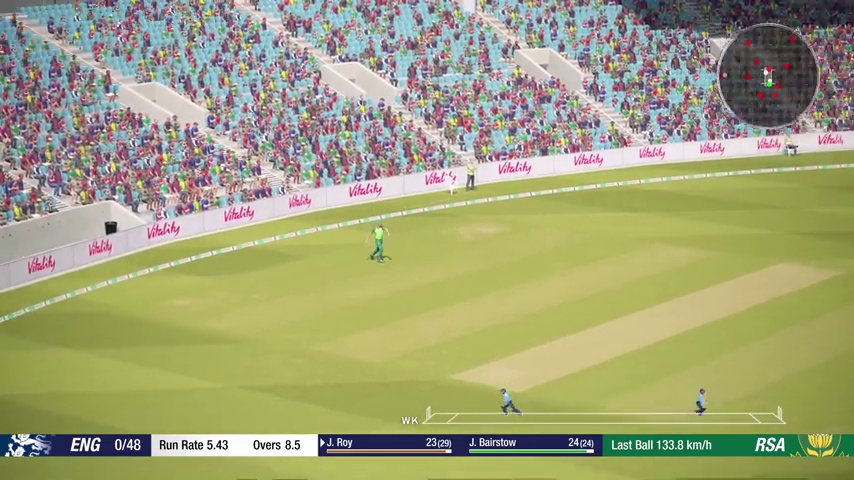 Vitality Vitality Vitality Vitality Vitality Vitality Vitality Vitality Vitality Vitality Vitality Vitality Vitality
WK
ENG 0/48 Run Rate 5.43 Overs 8.5 J. Roy 23(29) J. Bairstow 24(24) Last Ball 133.8 km/h RSA